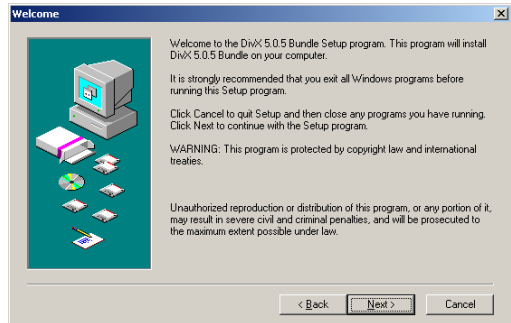 Welcome
Welcome to the DivX 5.0.5 Bundle Setup program. This program will install
DivX 5.0.5 Bundle on your computer.
It is strongly recommended that you exit all Windows programs before
running this Setup program.
Click Cancel to quit Setup and then close any programs you have running.
Click Next to continue with the Setup program.
WARNING: This program is protected by copyright law and international
treaties.
Unauthorized reproduction or distribution of this program, or any portion of it,
may result in severe civil and criminal penalties, and will be prosecuted to
the maximum extent possible under law.
< Back Next > Cancel